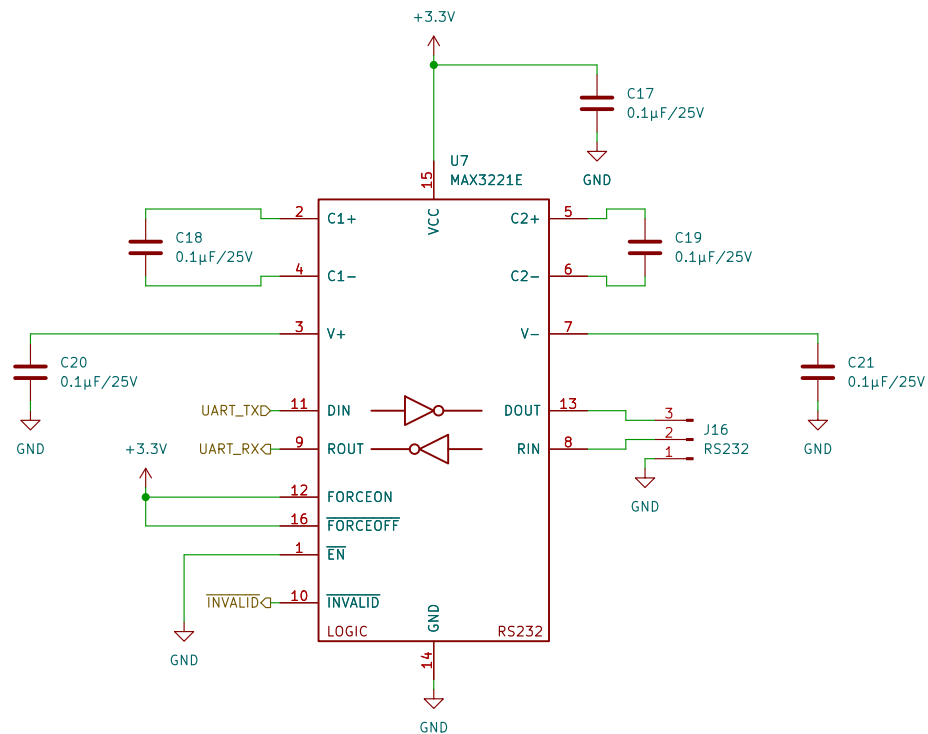 +3.3V
C17
0.1µF/25V
GND
U7
MAX3221E
15
VCC
2
C1+
C2+
5
C18
0.1µF/25V
C19
0.1µF/25V
4
C1-
C2-
6
3
V+
V-
7
C20
0.1µF/25V
C21
0.1µF/25V
UART_TX
11
DIN
DOUT
13
3
GND
UART_RX
9
ROUT
RIN
8
2
J16
RS232
1
GND
+3.3V
12
FORCEON
GND
16
FORCEOFF
1
EN
INVALID
10
INVALID
GND
LOGIC
RS232
GND
14
GND